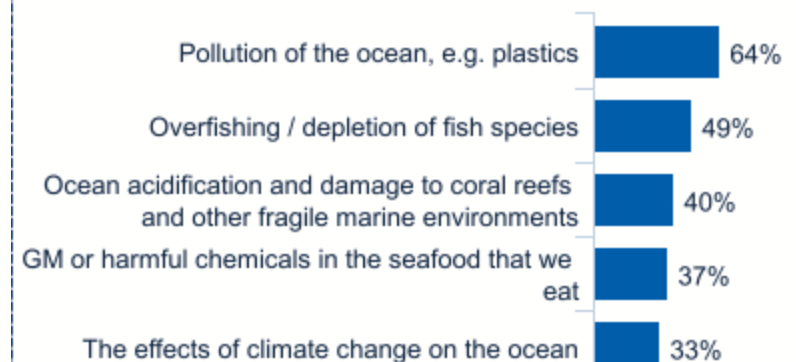 Pollution of the ocean, e.g. plastics 64%
Overfishing / depletion of fish species 49%
Ocean acidification and damage to coral reefs
and other fragile marine environments 40%
GM or harmful chemicals in the seafood that we
eat 37%
The effects of climate change on the ocean 33%